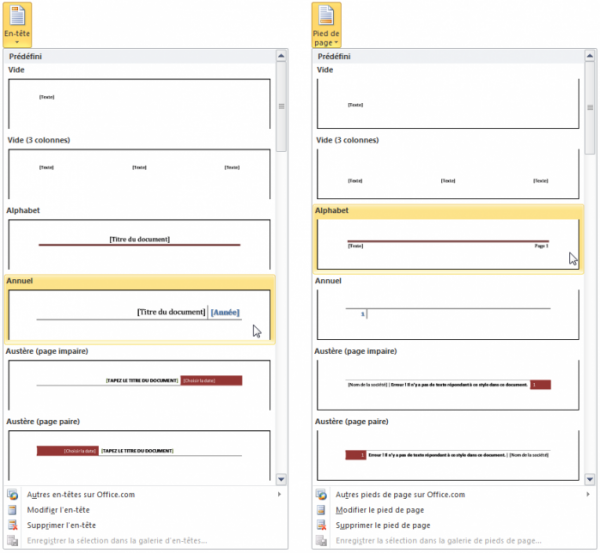 En-tête
Prédéfini
Vide
[Texte]
Vide (3 colonnes)
[Texte] [Texte] [Texte]
Alphabet
[Titre du document]
Annuel
[Titre du document] [Année]
Austère (page impaire)
[TAPEZ LE TITRE DU DOCUMENT] [Choisir la date]
Austère (page paire)
[Choisir la date] [TAPEZ LE TITRE DU DOCUMENT]
Autres en-têtes sur Office.com
Modifier l'en-tête
Supprimer l'en-tête
Enregistrer la sélection dans la galerie d'en-têtes...
Pied de
page
Prédéfini
Vide
[Texte]
Vide (3 colonnes)
[Texte] [Texte] [Texte]
Alphabet
[Texte] Page 1
Annuel
1
Austère (page impaire)
[Nom de la société] | Erreur ! Il n'y a pas de texte répondant à ce style dans ce document. 1
Austère (page paire)
1 Erreur ! Il n'y a pas de texte répondant à ce style dans ce document. | [Nom de la société]
Autres pieds de page sur Office.com
Modifier le pied de page
Supprimer le pied de page
Enregistrer la sélection dans la galerie de pieds de page...